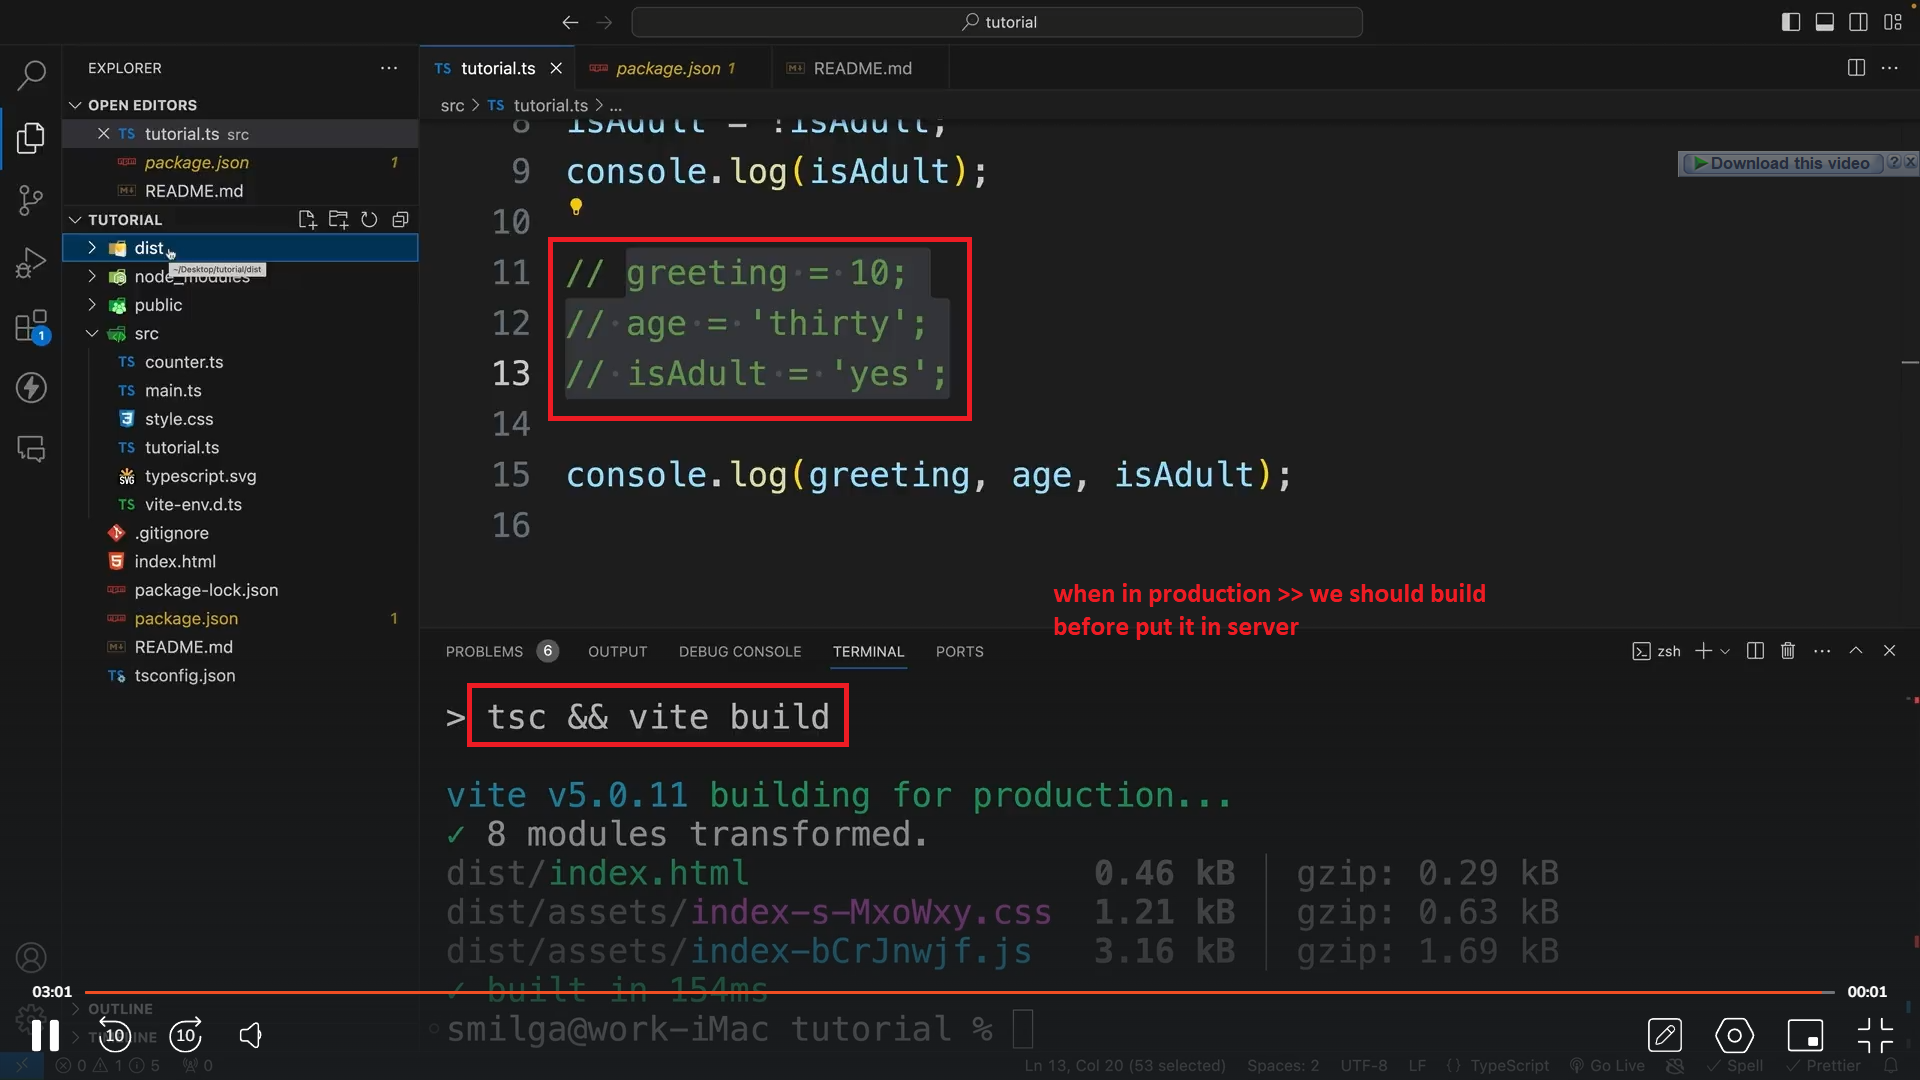 tutorial
EXPLORER
OPEN EDITORS
tutorial.ts src
package.json 1
README.md
TUTORIAL
dist
~/Desktop/tutorial/dist
node_modules
public
src
counter.ts
main.ts
style.css
tutorial.ts
typescript.svg
vite-env.d.ts
.gitignore
index.html
package-lock.json
package.json 1
README.md
tsconfig.json
OUTLINE
TIMELINE
TS tutorial.ts
package.json 1
README.md
src > TS tutorial.ts > ...
Download this video
8 isAdult = !isAdult;
9 console.log(isAdult);
10
11 // greeting = 10;
12 // age = 'thirty';
13 // isAdult = 'yes';
14
15 console.log(greeting, age, isAdult);
16
when in production >> we should build
before put it in server
PROBLEMS 6 OUTPUT DEBUG CONSOLE TERMINAL PORTS
zsh
> tsc && vite build
vite v5.0.11 building for production...
✓ 8 modules transformed.
dist/index.html 0.46 kB │ gzip: 0.29 kB
dist/assets/index-s-MxoWxy.css 1.21 kB │ gzip: 0.63 kB
dist/assets/index-bCrJnwjf.js 3.16 kB │ gzip: 1.69 kB
✓ built in 154ms
smilga@work-iMac tutorial %
03:01
00:01
10
10
0 1 5 0
Ln 13, Col 20 (53 selected) Spaces: 2 UTF-8 LF {} TypeScript Go Live Spell Prettier